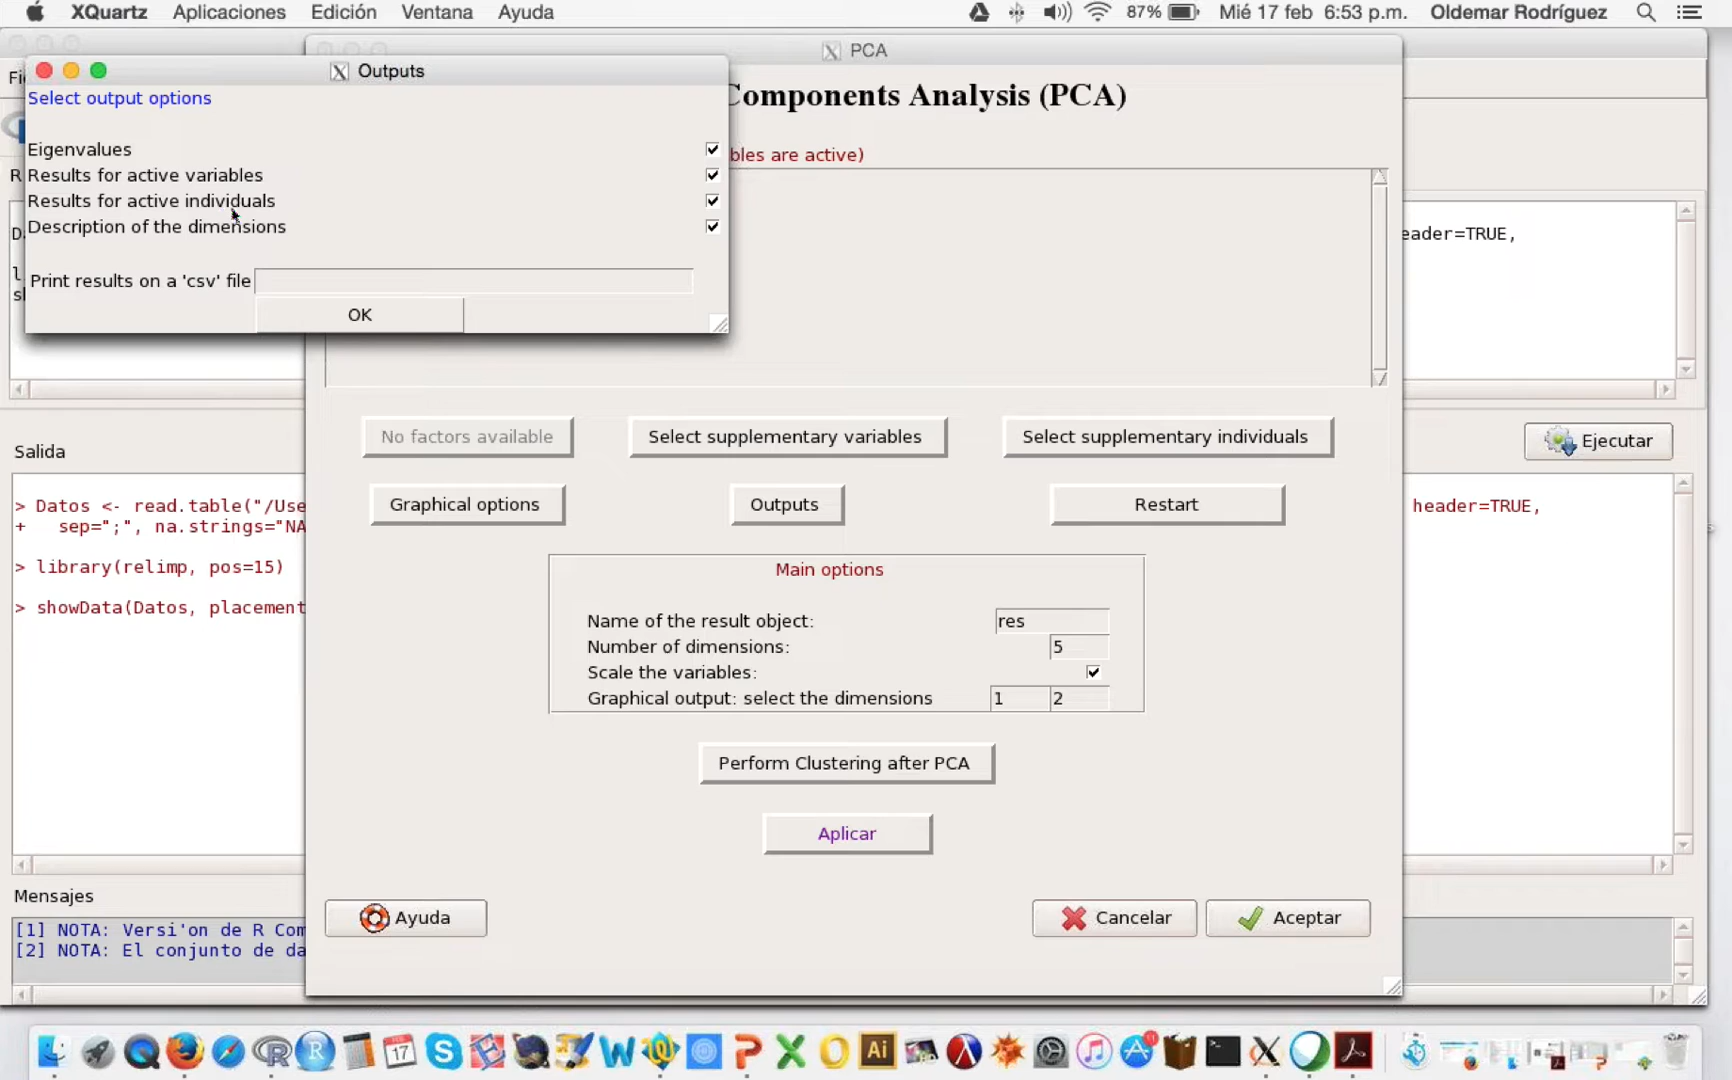 XQuartz Aplicaciones Edición Ventana Ayuda 87% Mié 17 feb 6:53 p.m. Oldemar Rodríguez
PCA
Outputs
Select output options
Components Analysis (PCA)
Eigenvalues
bles are active)
Results for active variables
Results for active individuals
Description of the dimensions
eader=TRUE,
Print results on a 'csv' file
OK
No factors available
Select supplementary variables
Select supplementary individuals
Salida
Ejecutar
Graphical options
Outputs
Restart
> Datos <- read.table("/Use
header=TRUE,
+   sep=";", na.strings="NA
> library(relimp, pos=15)
> showData(Datos, placement
Main options
Name of the result object: res
Number of dimensions: 5
Scale the variables:
Graphical output: select the dimensions 1 2
Perform Clustering after PCA
Aplicar
Mensajes
Ayuda
Cancelar
Aceptar
[1] NOTA: Versi'on de R Com
[2] NOTA: El conjunto de da
17
Ai